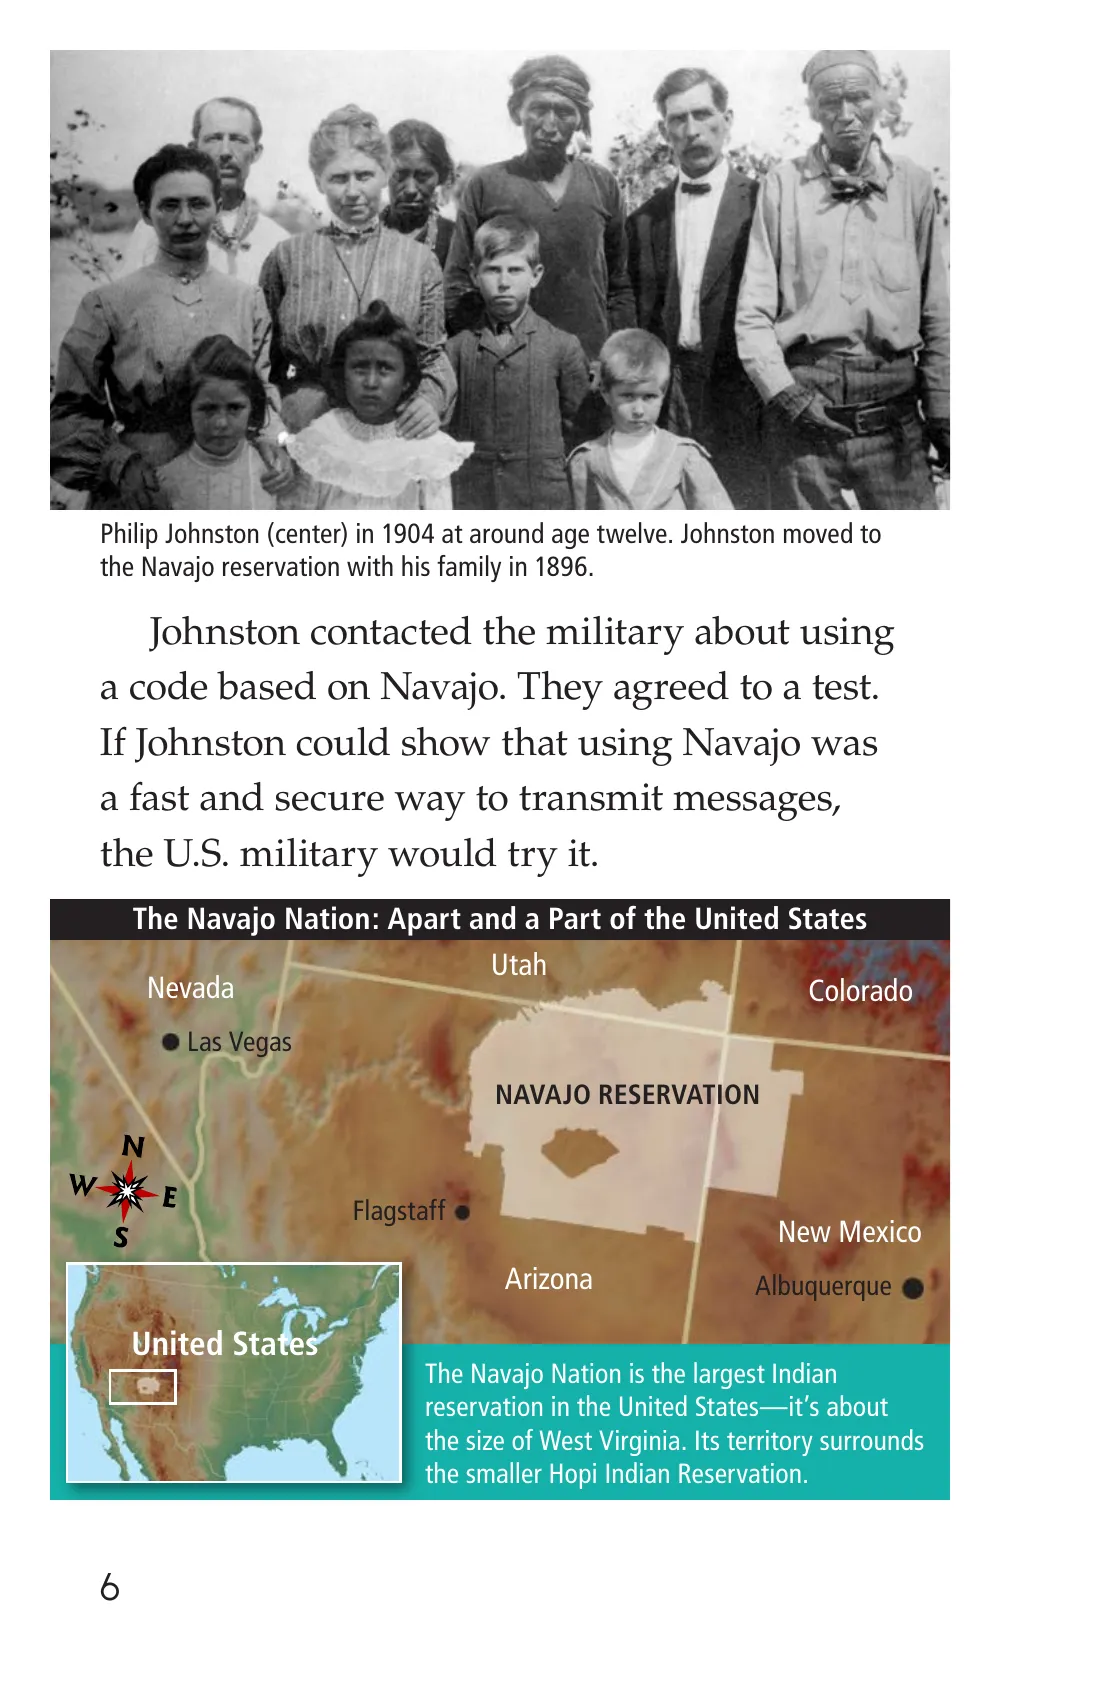 Philip Johnston (center) in 1904 at around age twelve. Johnston moved to
the Navajo reservation with his family in 1896.
Johnston contacted the military about using
a code based on Navajo. They agreed to a test.
If Johnston could show that using Navajo was
a fast and secure way to transmit messages,
the U.S. military would try it.
The Navajo Nation: Apart and a Part of the United States
Utah
Nevada
Colorado
Las Vegas
NAVAJO RESERVATION
N
W
E
S
Flagstaff
New Mexico
Arizona
Albuquerque
United States
The Navajo Nation is the largest Indian
reservation in the United States—it’s about
the size of West Virginia. Its territory surrounds
the smaller Hopi Indian Reservation.
6